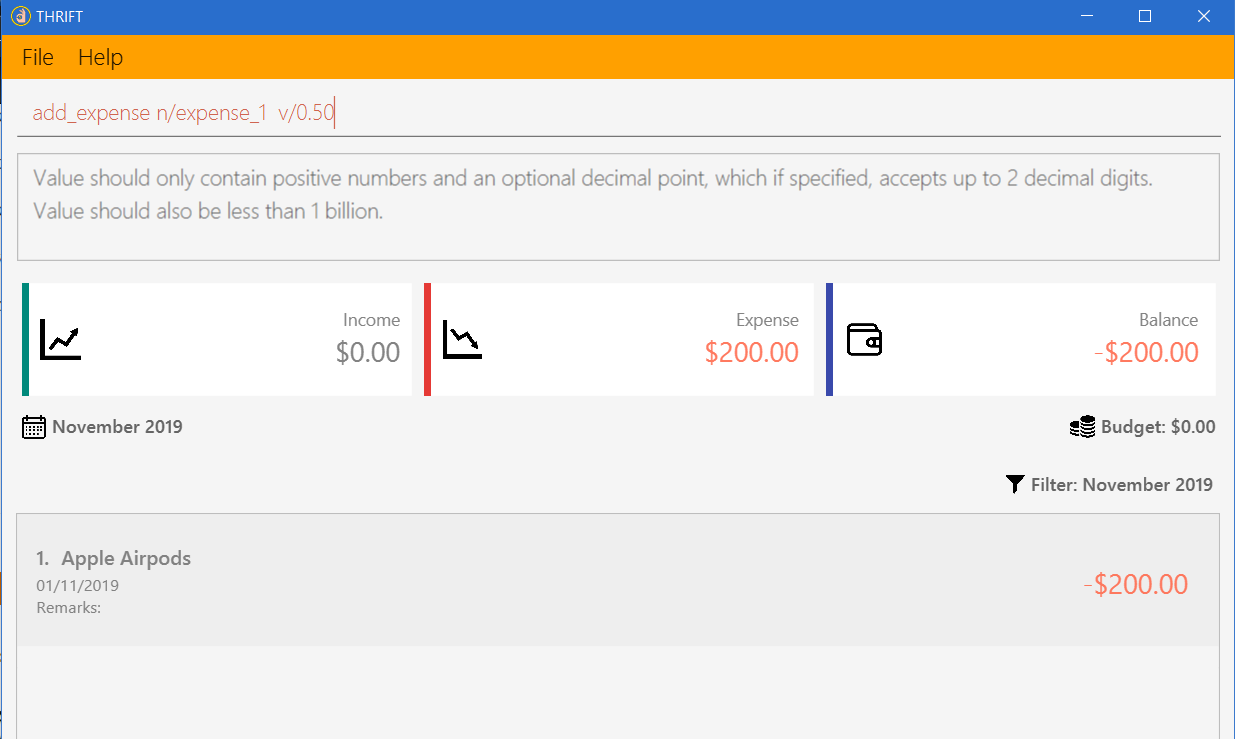 THRIFT
File Help
add_expense n/expense_1 v/0.50
Value should only contain positive numbers and an optional decimal point, which if specified, accepts up to 2 decimal digits.
Value should also be less than 1 billion.
Income
$0.00
Expense
$200.00
Balance
-$200.00
November 2019
Budget: $0.00
Filter: November 2019
1. Apple Airpods
01/11/2019
Remarks:
-$200.00